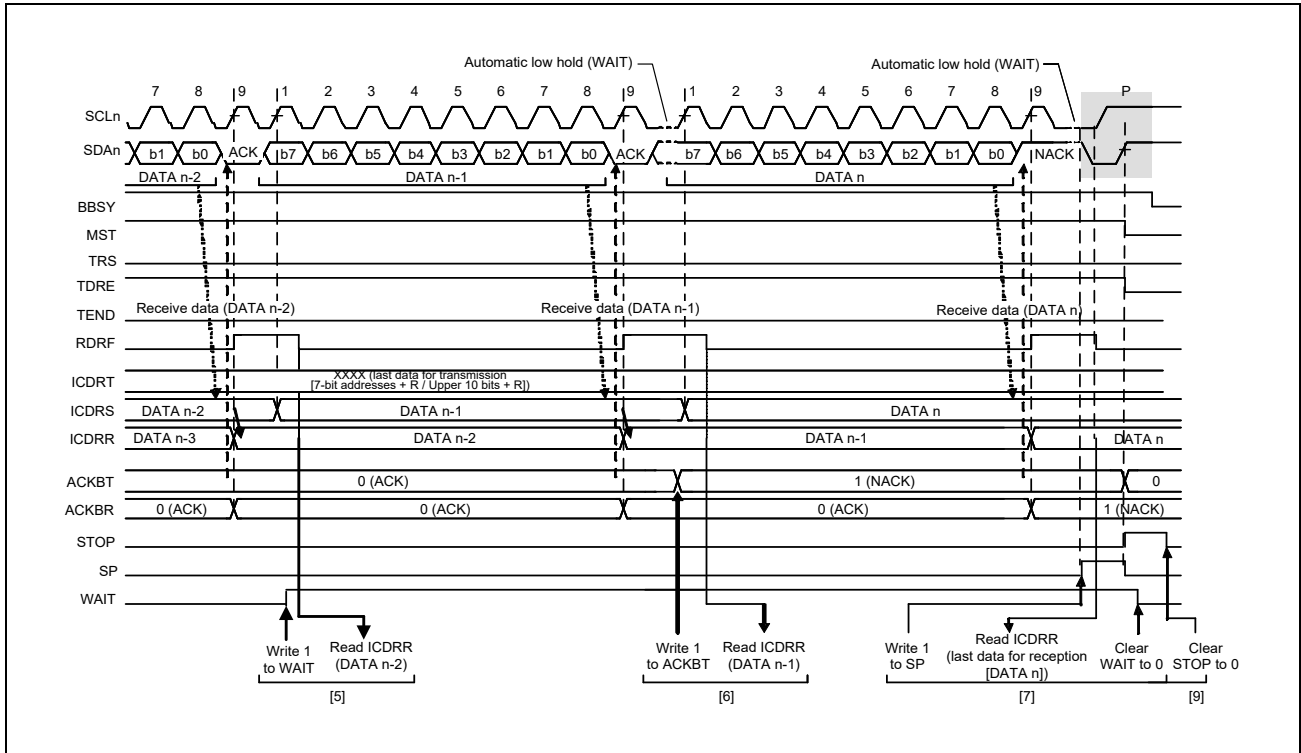 Automatic low hold (WAIT) Automatic low hold (WAIT)
7 8 9 1 2 3 4 5 6 7 8 9 1 2 3 4 5 6 7 8 9 P
SCLn
SDAn b1 b0 ACK b7 b6 b5 b4 b3 b2 b1 b0 ACK b7 b6 b5 b4 b3 b2 b1 b0 NACK
DATA n-2 DATA n-1 DATA n
BBSY
MST
TRS
TDRE
Receive data (DATA n-2) Receive data (DATA n-1) Receive data (DATA n)
TEND
RDRF
XXXX (last data for transmission
ICDRT [7-bit addresses + R / Upper 10 bits + R])
ICDRS DATA n-2 DATA n-1 DATA n
ICDRR DATA n-3 DATA n-2 DATA n-1 DATA n
ACKBT 0 (ACK) 1 (NACK) 0
ACKBR 0 (ACK) 0 (ACK) 0 (ACK) 1 (NACK)
STOP
SP
WAIT
Write 1 to WAIT
Read ICDRR (DATA n-2)
Write 1 to ACKBT
Read ICDRR (DATA n-1)
Write 1 to SP
Read ICDRR (last data for reception [DATA n])
Clear WAIT to 0
Clear STOP to 0
[5] [6] [7] [9]